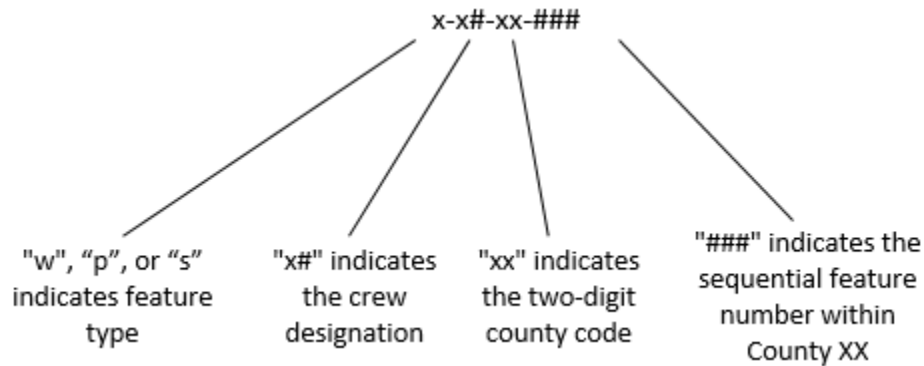 x-x#-xx-###
"w", “p”, or “s”
indicates feature
type
"x#" indicates
the crew
designation
"xx" indicates
the two-digit
county code
"###" indicates the
sequential feature
number within
County XX